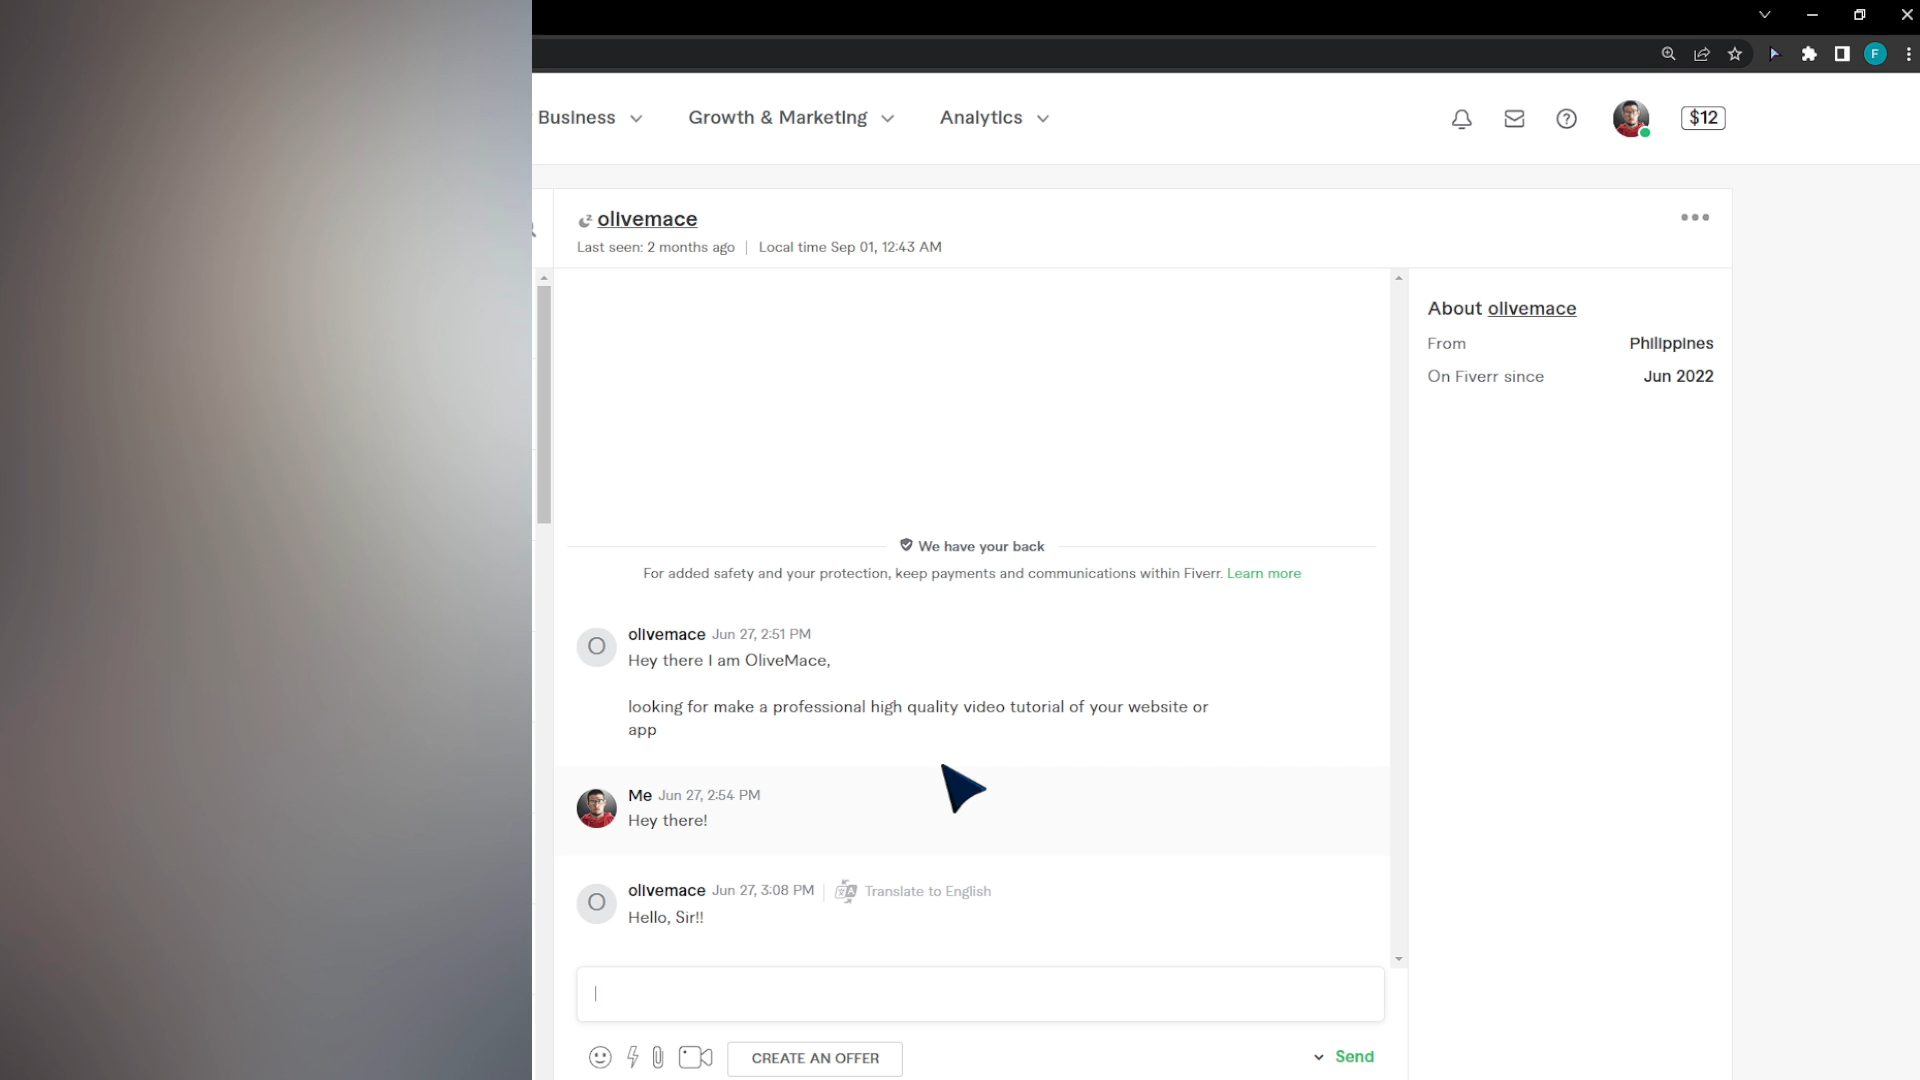 F
Business
Growth & Marketing
Analytics
$12
olivemace
Last seen: 2 months ago | Local time Sep 01, 12:43 AM
About olivemace
From Philippines
On Fiverr since Jun 2022
We have your back
For added safety and your protection, keep payments and communications within Fiverr. Learn more
O
olivemace Jun 27, 2:51 PM
Hey there I am OliveMace,
looking for make a professional high quality video tutorial of your website or
app
Me Jun 27, 2:54 PM
Hey there!
O
olivemace Jun 27, 3:08 PM | Translate to English
Hello, Sir!!
CREATE AN OFFER
Send